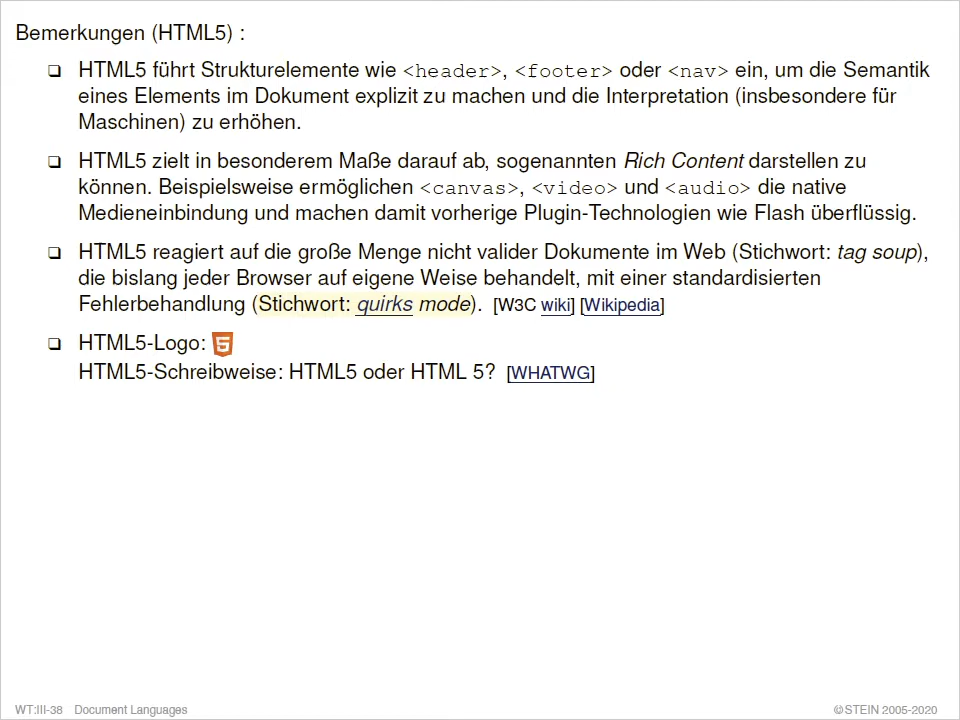 Bemerkungen (HTML5) :
❑ HTML5 führt Strukturelemente wie <header>, <footer> oder <nav> ein, um die Semantik
eines Elements im Dokument explizit zu machen und die Interpretation (insbesondere für
Maschinen) zu erhöhen.
❑ HTML5 zielt in besonderem Maße darauf ab, sogenannten Rich Content darstellen zu
können. Beispielsweise ermöglichen <canvas>, <video> und <audio> die native
Medieneinbindung und machen damit vorherige Plugin-Technologien wie Flash überflüssig.
❑ HTML5 reagiert auf die große Menge nicht valider Dokumente im Web (Stichwort: tag soup),
die bislang jeder Browser auf eigene Weise behandelt, mit einer standardisierten
Fehlerbehandlung (Stichwort: quirks mode). [W3C wiki] [Wikipedia]
❑ HTML5-Logo: 5
HTML5-Schreibweise: HTML5 oder HTML 5? [WHATWG]
WT:III-38 Document Languages ©STEIN 2005-2020